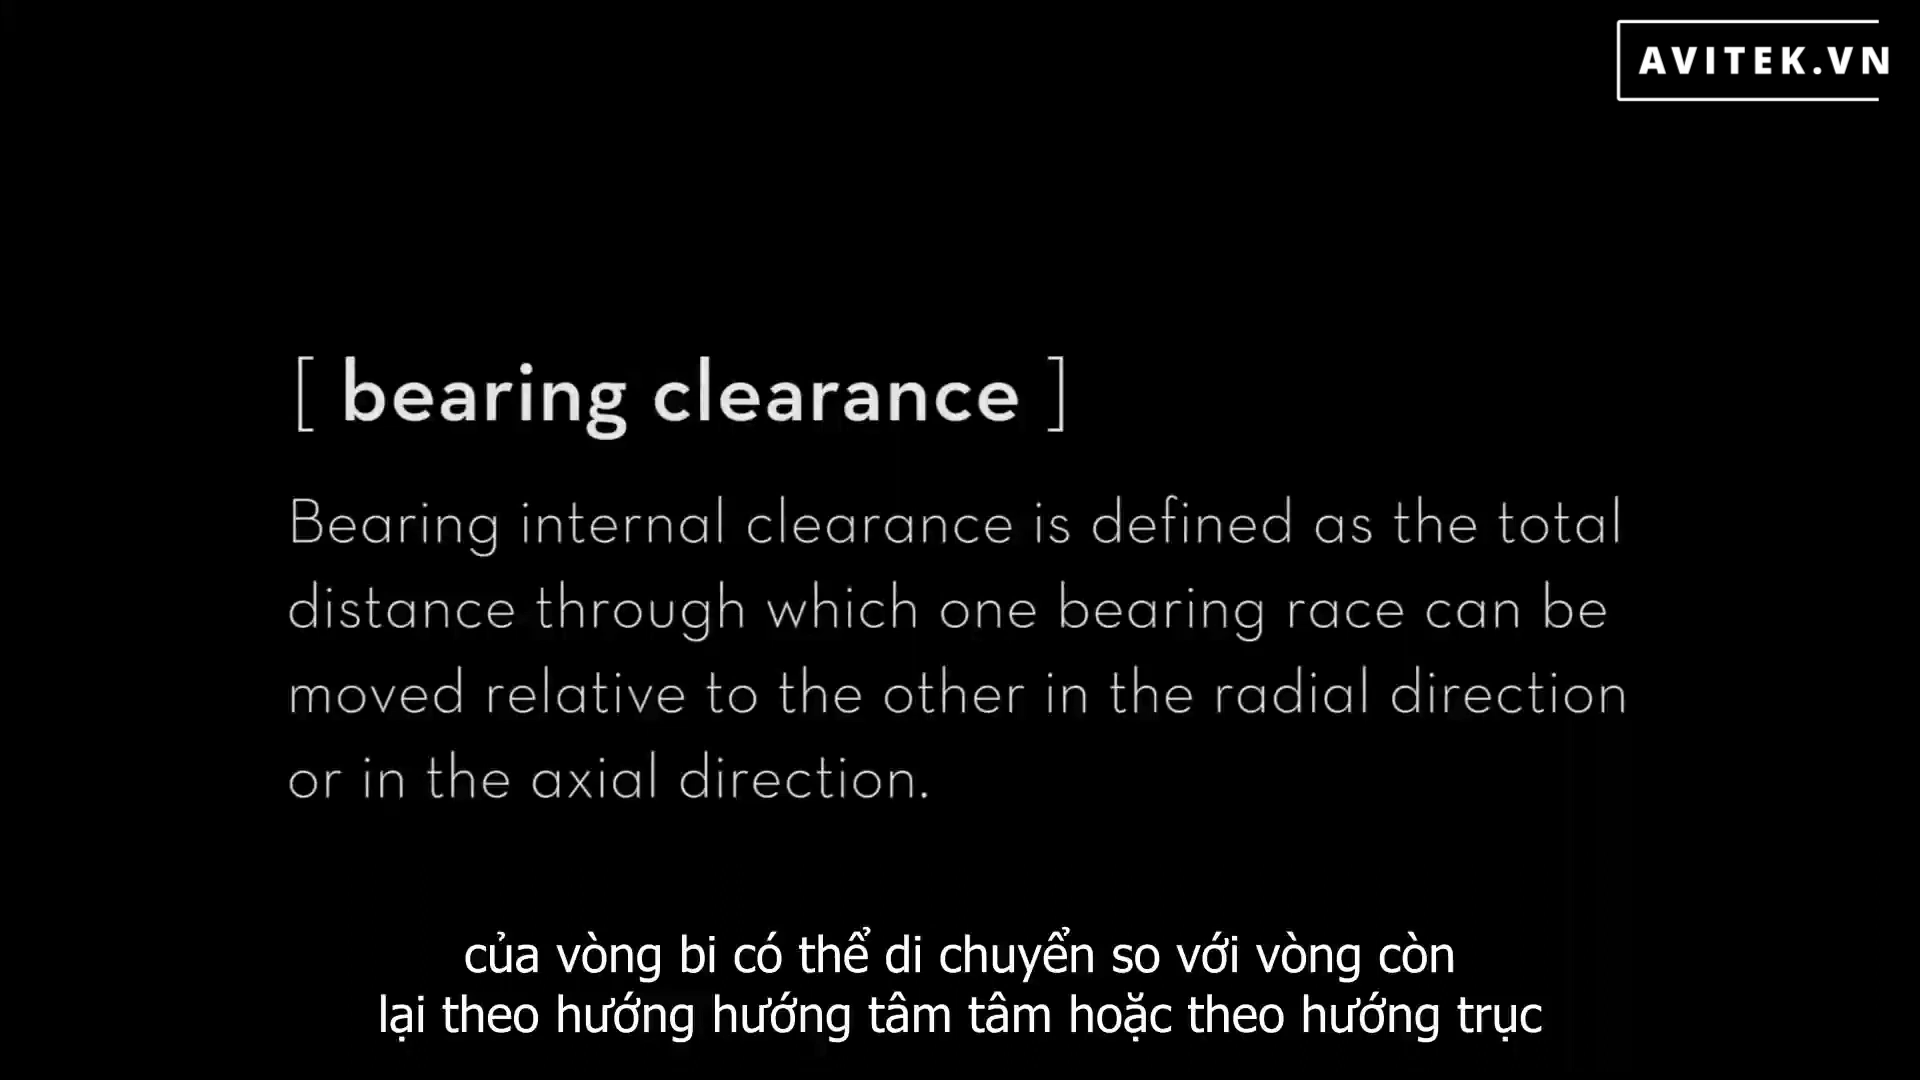 AVITEK.VN
[ bearing clearance ]
Bearing internal clearance is defined as the total
distance through which one bearing race can be
moved relative to the other in the radial direction
or in the axial direction.
của vòng bi có thể di chuyển so với vòng còn
lại theo hướng hướng tâm tâm hoặc theo hướng trục